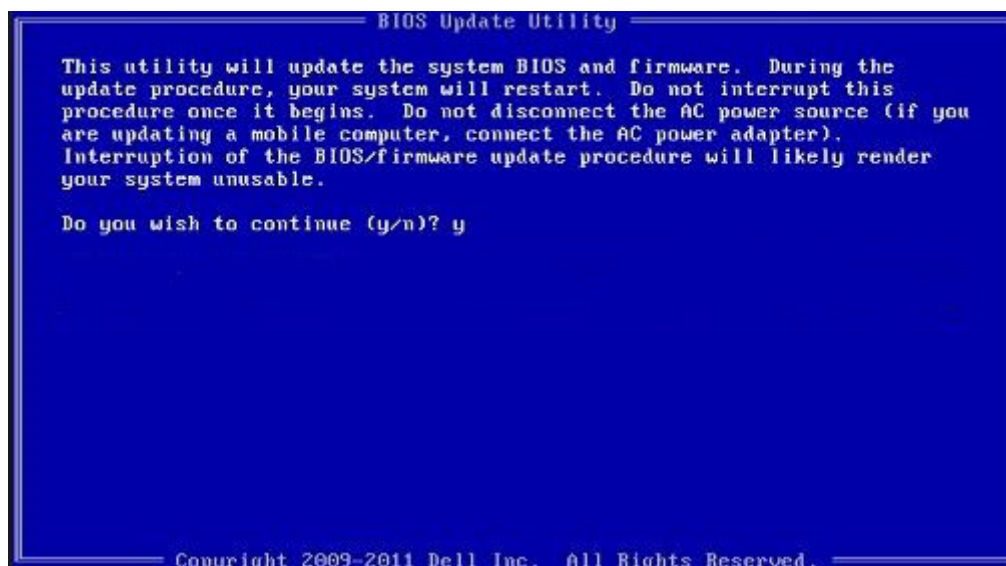 BIOS Update Utility
This utility will update the system BIOS and firmware. During the
update procedure, your system will restart. Do not interrupt this
procedure once it begins. Do not disconnect the AC power source (if you
are updating a mobile computer, connect the AC power adapter).
Interruption of the BIOS/firmware update procedure will likely render
your system unusable.
Do you wish to continue (y/n)? y
Copyright 2009-2011 Dell Inc. All Rights Reserved.